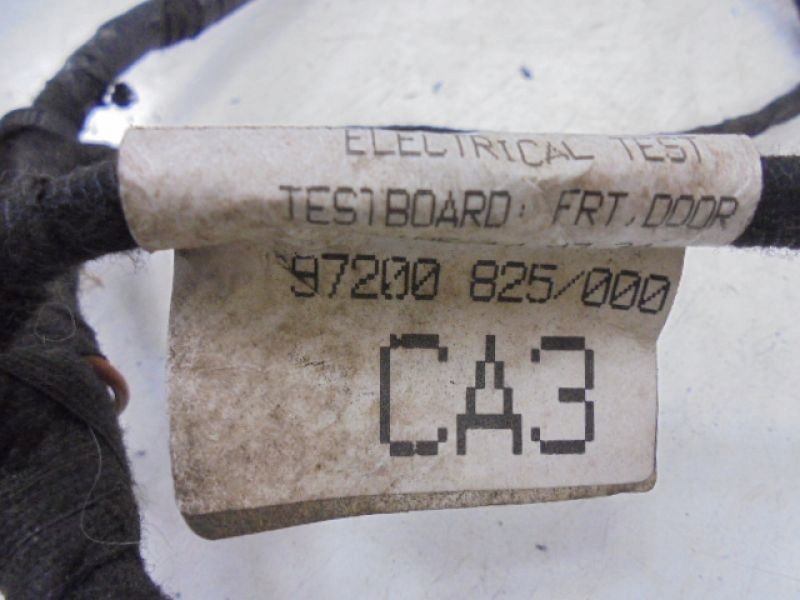 ELECTRICAL TEST
TESTBOARD: FRT.DOOR
97200 825/000
CA3